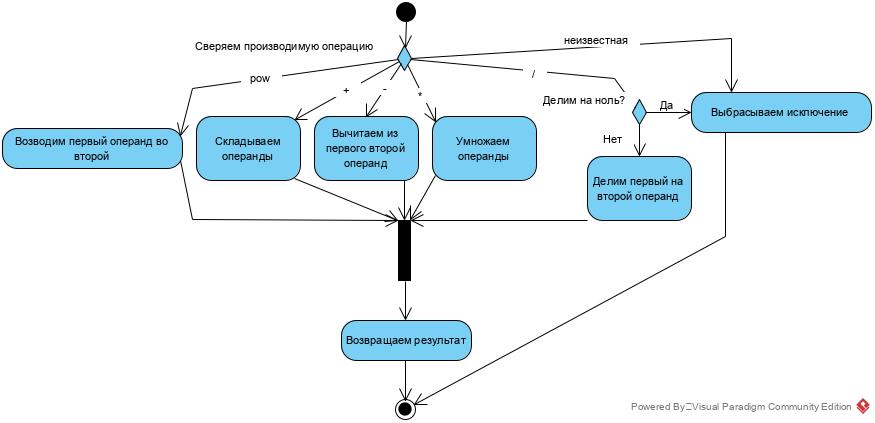 Сверяем производимую операцию
неизвестная
pow
+
-
*
/
Делим на ноль?
Да
Нет
Выбрасываем исключение
Возводим первый операнд во
второй
Складываем
операнды
Вычитаем из
первого второй
операнд
Умножаем
операнды
Делим первый на
второй операнд
Возвращаем результат
Powered By Visual Paradigm Community Edition